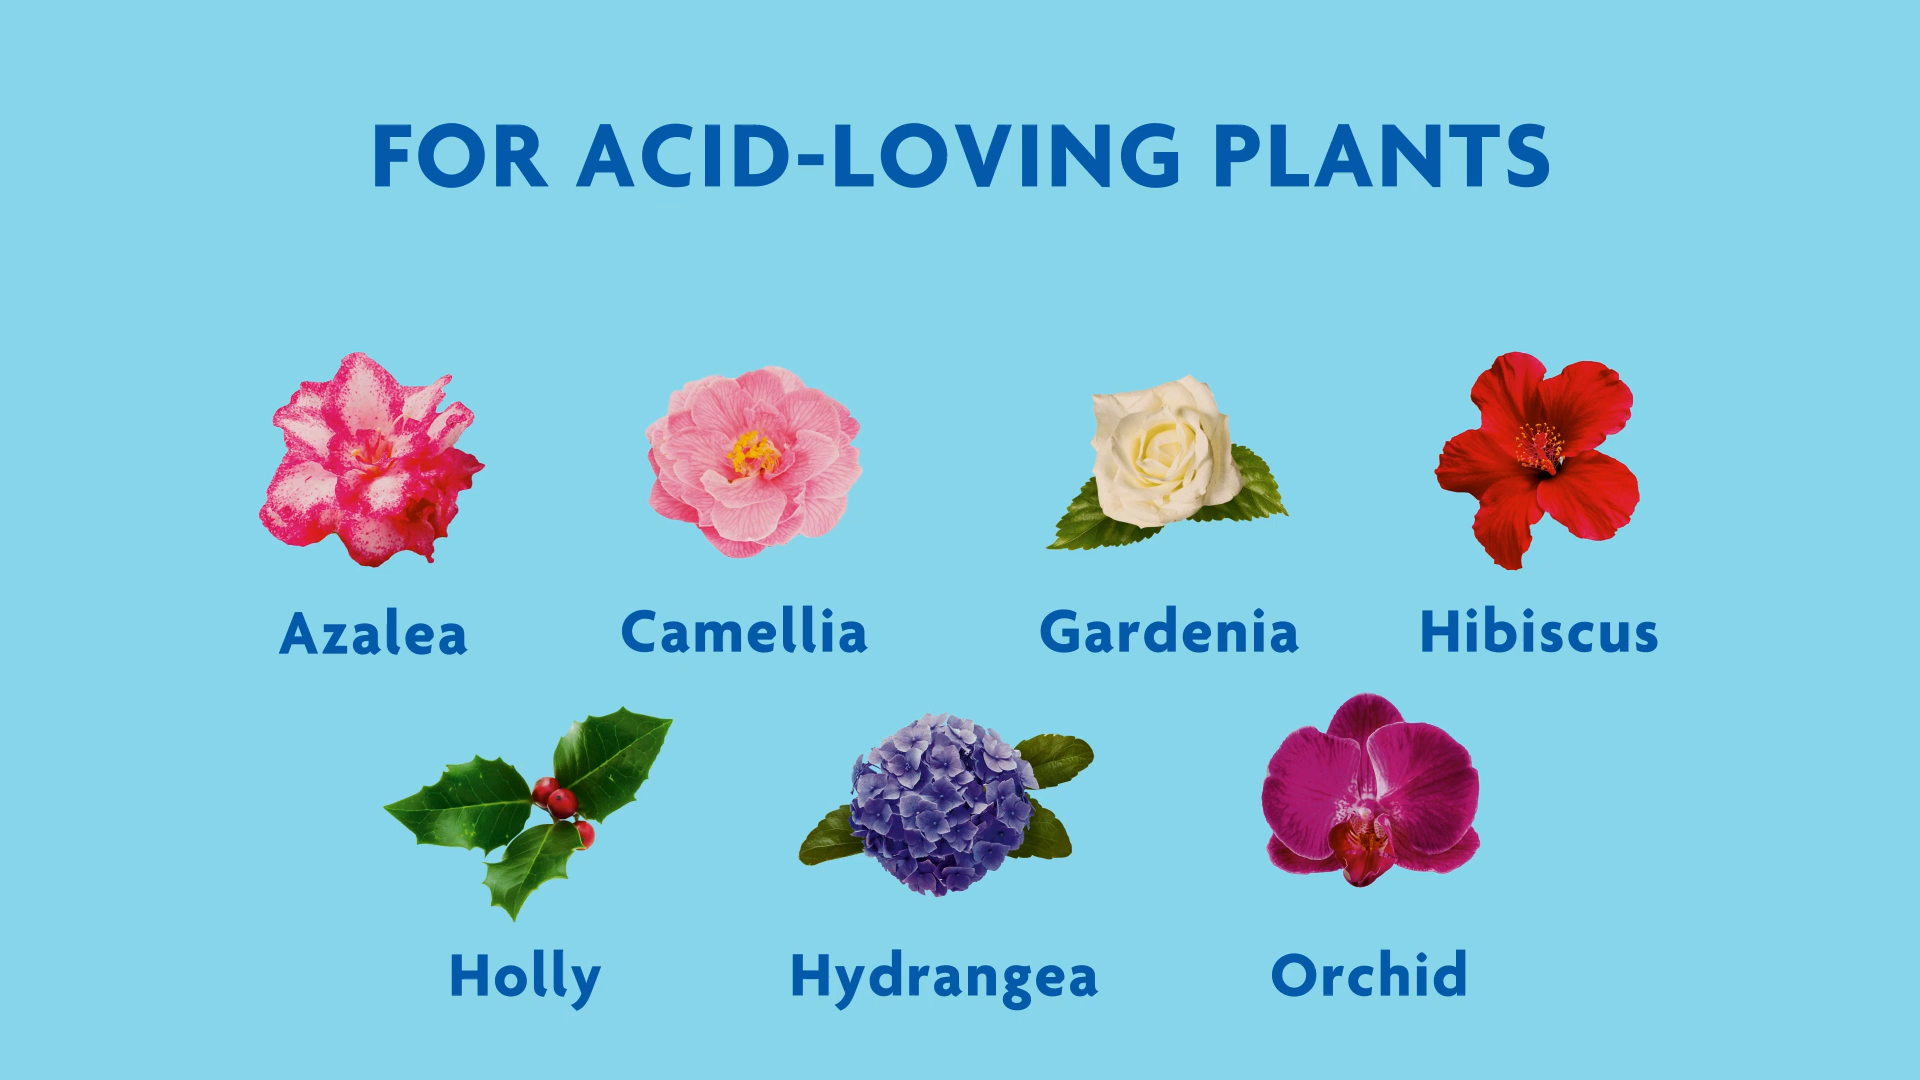 FOR ACID-LOVING PLANTS
Azalea Camellia Gardenia Hibiscus
Holly Hydrangea Orchid